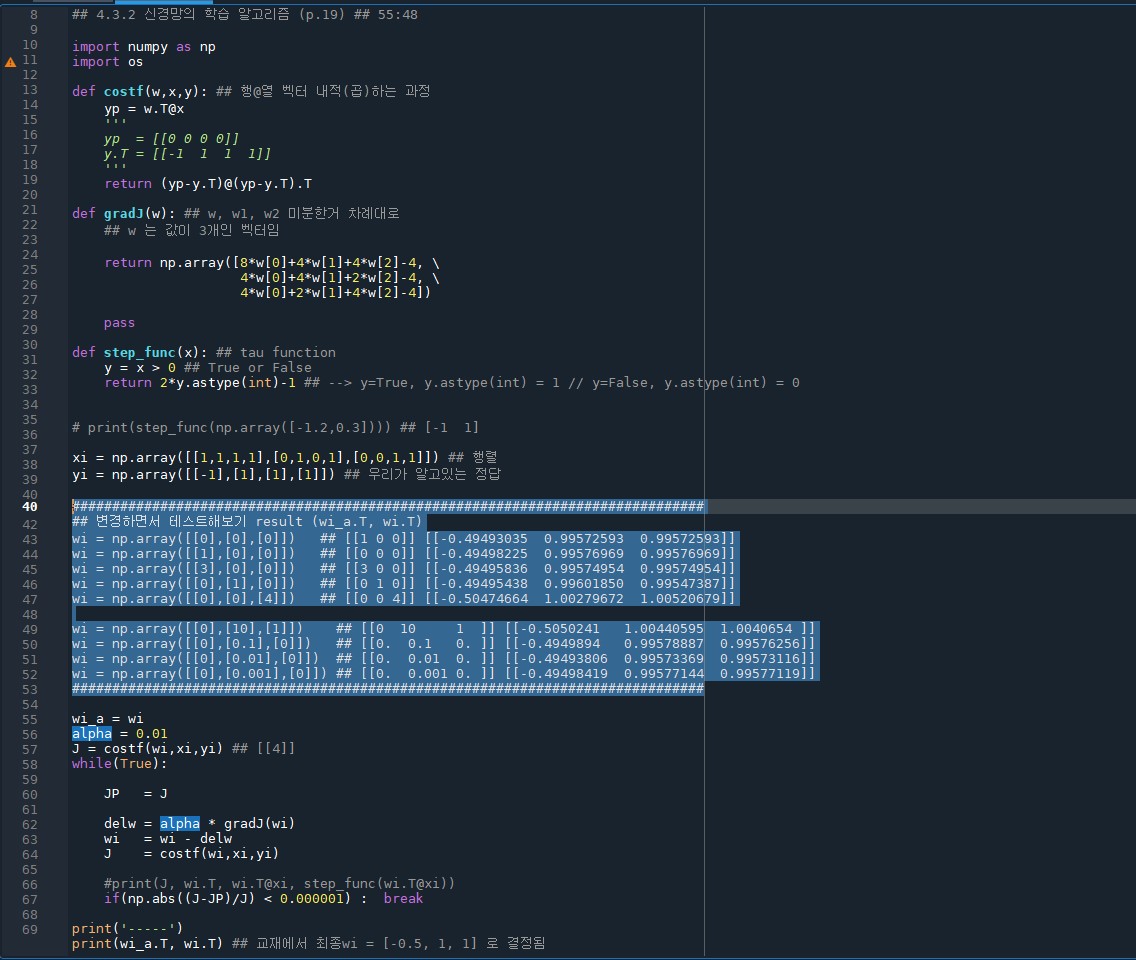 8 ## 4.3.2 신경망의 학습 알고리즘 (p.19) ## 55:48
9
10 import numpy as np
11 import os
12
13 def costf(w,x,y): ## 행@열 벡터 내적(곱)하는 과정
14     yp = w.T@x
15     '''
16     yp  = [[0 0 0 0]]
17     y.T = [[-1  1  1  1]]
18     '''
19     return (yp-y.T)@(yp-y.T).T
20
21 def gradJ(w): ## w, w1, w2 미분한거 차례대로
22     ## w 는 값이 3개인 벡터임
23
24     return np.array([8*w[0]+4*w[1]+4*w[2]-4, \
25                      4*w[0]+4*w[1]+2*w[2]-4, \
26                      4*w[0]+2*w[1]+4*w[2]-4])
27
28     pass
29
30 def step_func(x): ## tau function
31     y = x > 0 ## True or False
32     return 2*y.astype(int)-1 ## --> y=True, y.astype(int) = 1 // y=False, y.astype(int) = 0
33
34
35 # print(step_func(np.array([-1.2,0.3]))) ## [-1  1]
36
37 xi = np.array([[1,1,1,1],[0,1,0,1],[0,0,1,1]]) ## 행렬
38 yi = np.array([[-1],[1],[1],[1]]) ## 우리가 알고있는 정답
39
40
40 ################################################################################
42 ## 변경하면서 테스트해보기 result (wi_a.T, wi.T)
43 wi = np.array([[0],[0],[0]])   ## [[1 0 0]] [[-0.49493035  0.99572593  0.99572593]]
44 wi = np.array([[1],[0],[0]])   ## [[0 0 0]] [[-0.49498225  0.99576969  0.99576969]]
45 wi = np.array([[3],[0],[0]])   ## [[3 0 0]] [[-0.49495836  0.99574954  0.99574954]]
46 wi = np.array([[0],[1],[0]])   ## [[0 1 0]] [[-0.49495438  0.99601850  0.99547387]]
47 wi = np.array([[0],[0],[4]])   ## [[0 0 4]] [[-0.50474664  1.00279672  1.00520679]]
48
49 wi = np.array([[0],[10],[1]])    ## [[0  10     1  ]] [[-0.5050241   1.00440595  1.0040654 ]]
50 wi = np.array([[0],[0.1],[0]])   ## [[0.  0.1   0. ]] [[-0.4949894   0.99578887  0.99576256]]
51 wi = np.array([[0],[0.01],[0]])  ## [[0.  0.01  0. ]] [[-0.49493806  0.99573369  0.99573116]]
52 wi = np.array([[0],[0.001],[0]]) ## [[0.  0.001 0. ]] [[-0.49498419  0.99577144  0.99577119]]
53 ################################################################################
54
55 wi_a = wi
56 alpha = 0.01
57 J = costf(wi,xi,yi) ## [[4]]
58 while(True):
59
60     JP   = J
61
62     delw = alpha * gradJ(wi)
63     wi   = wi - delw
64     J    = costf(wi,xi,yi)
65
66     #print(J, wi.T, wi.T@xi, step_func(wi.T@xi))
67     if(np.abs((J-JP)/J) < 0.000001) :  break
68
69 print('-----')
print(wi_a.T, wi.T) ## 교재에서 최종wi = [-0.5, 1, 1] 로 결정됨